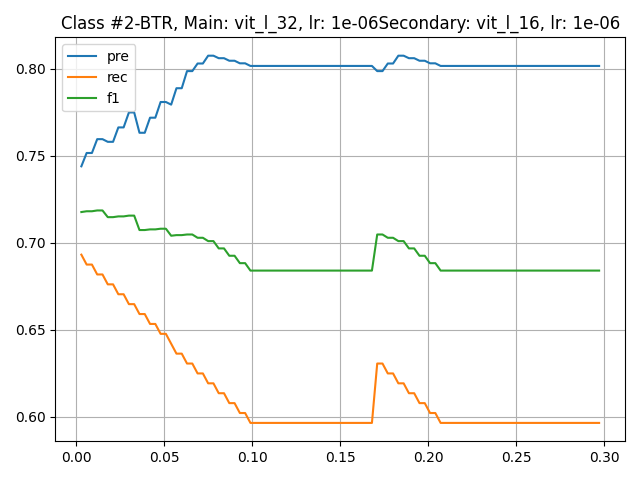 Class #2-BTR, Main: vit_l_32, lr: 1e-06Secondary: vit_l_16, lr: 1e-06
pre
rec
f1
0.80
0.75
0.70
0.65
0.60
0.00 0.05 0.10 0.15 0.20 0.25 0.30